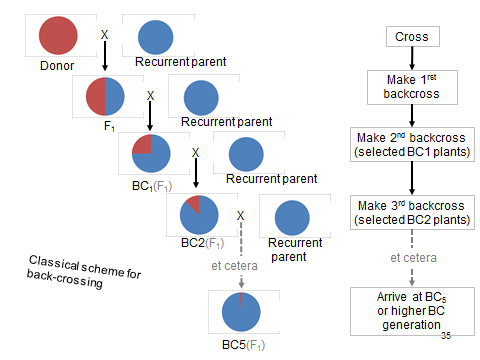 X
Donor
Recurrent parent
X
F1
Recurrent parent
X
BC1(F1)
Recurrent parent
X
BC2(F1)
Recurrent
parent
et cetera
BC5(F1)
Classical scheme for
back-crossing
Cross
Make 1rst
backcross
Make 2nd backcross
(selected BC1 plants)
Make 3rd backcross
(selected BC2 plants)
et cetera
Arrive at BC5
or higher BC
generation
35